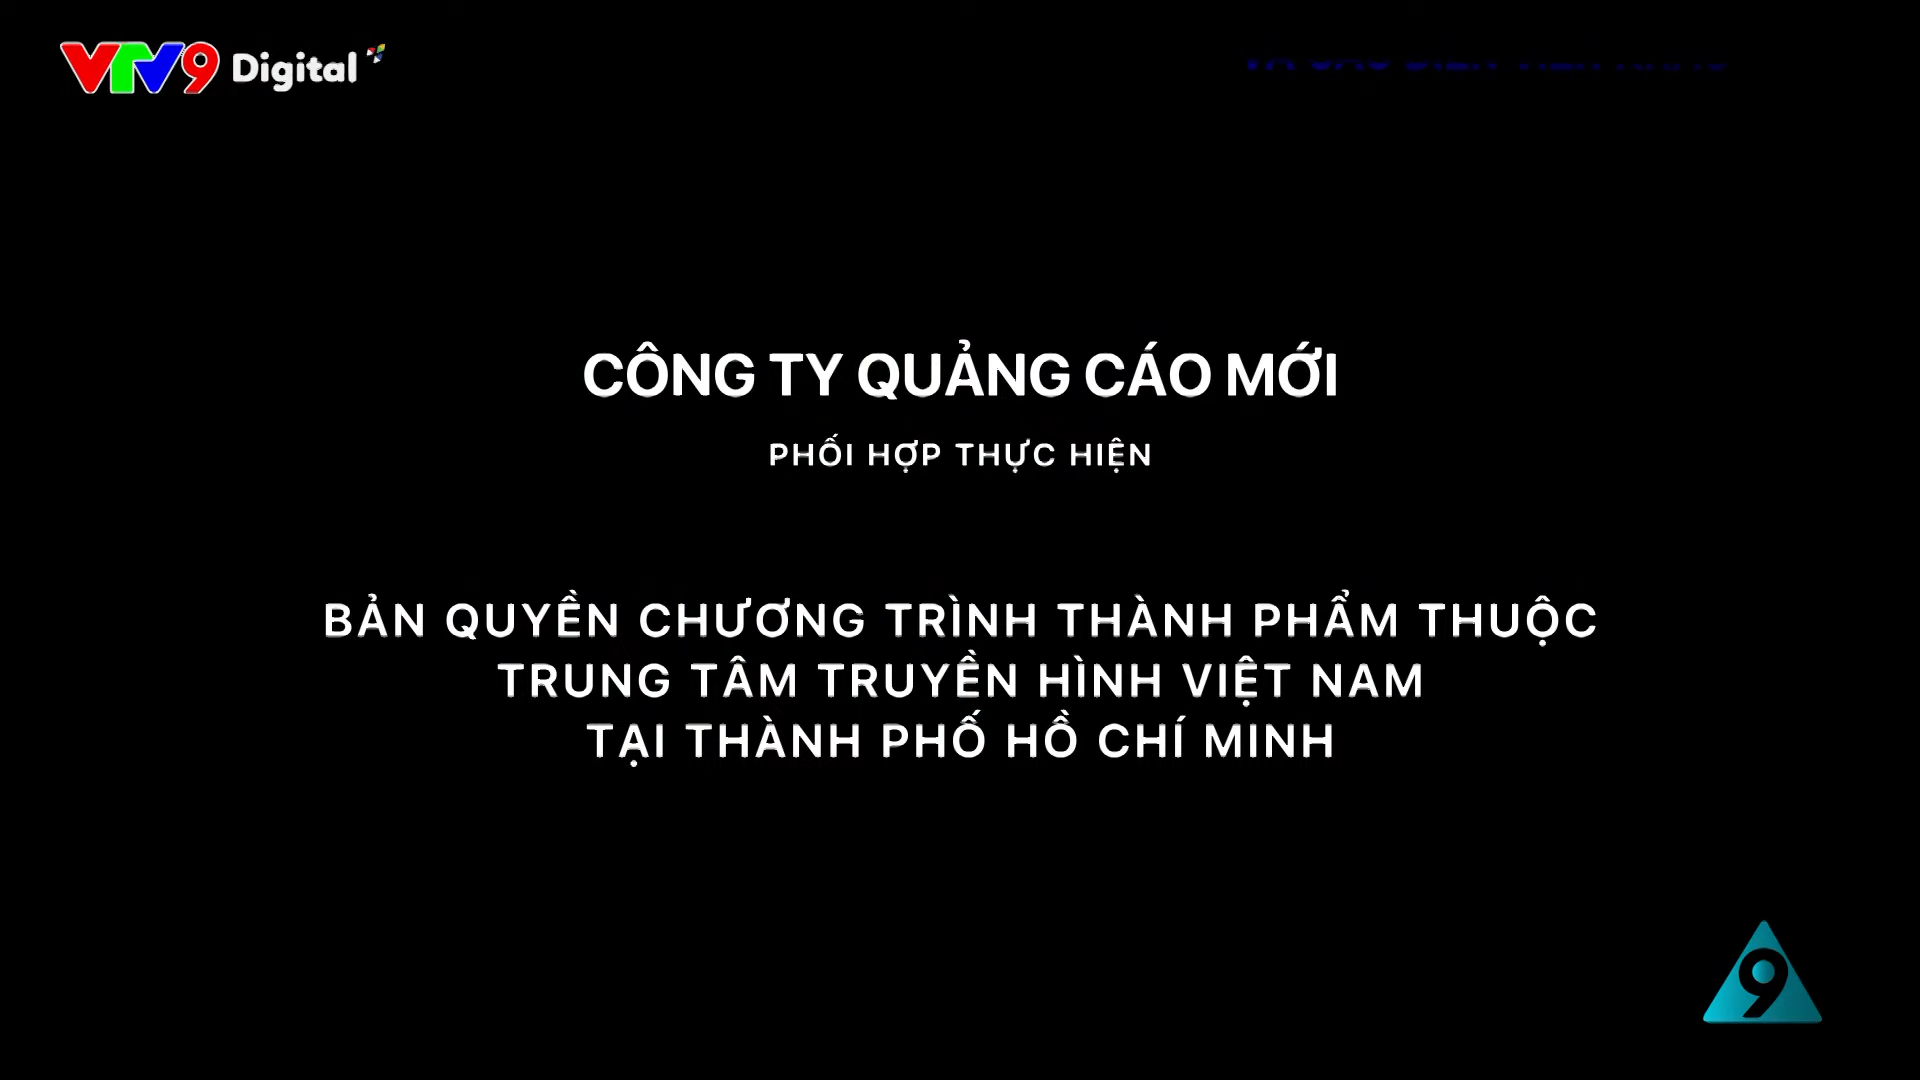 VTV9 Digital
CÔNG TY QUẢNG CÁO MỚI
PHỐI HỢP THỰC HIỆN
BẢN QUYỀN CHƯƠNG TRÌNH THÀNH PHẨM THUỘC
TRUNG TÂM TRUYỀN HÌNH VIỆT NAM
TẠI THÀNH PHỐ HỒ CHÍ MINH
9